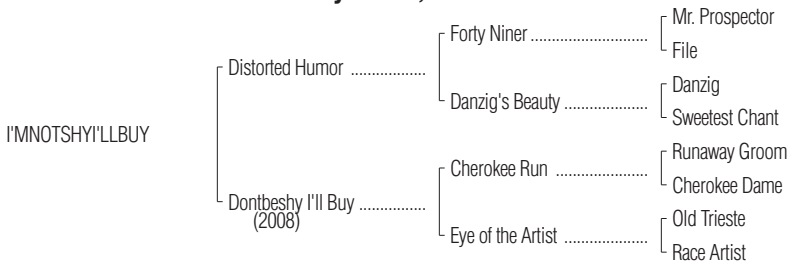 I'MNOTSHYI'LLBUY
Distorted Humor ..................
Dontbeshy I'll Buy ................
(2008)
Forty Niner ............................
Danzig's Beauty ....................
Cherokee Run ......................
Eye of the Artist ....................
Mr. Prospector
File
Danzig
Sweetest Chant
Runaway Groom
Cherokee Dame
Old Trieste
Race Artist